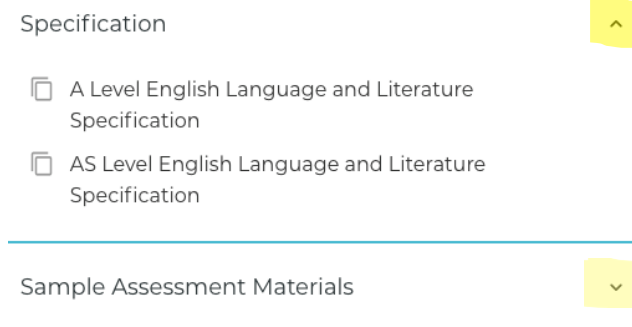 Specification
A Level English Language and Literature
Specification
AS Level English Language and Literature
Specification
Sample Assessment Materials